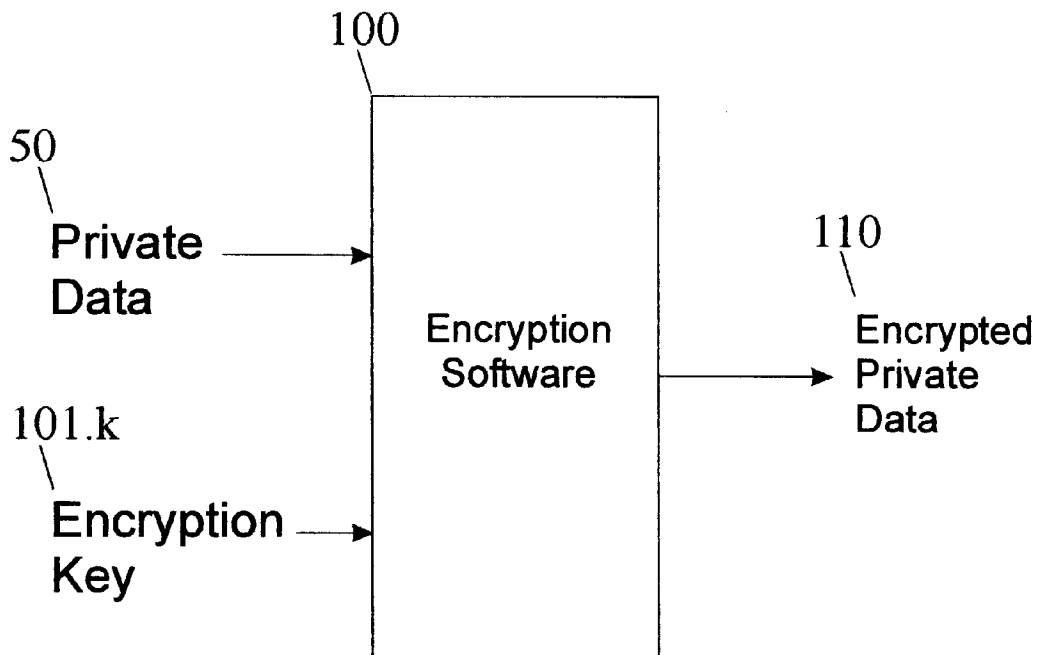 100
50
Private
Data
110
Encryption
Software
Encrypted
Private
Data
101.k
Encryption
Key